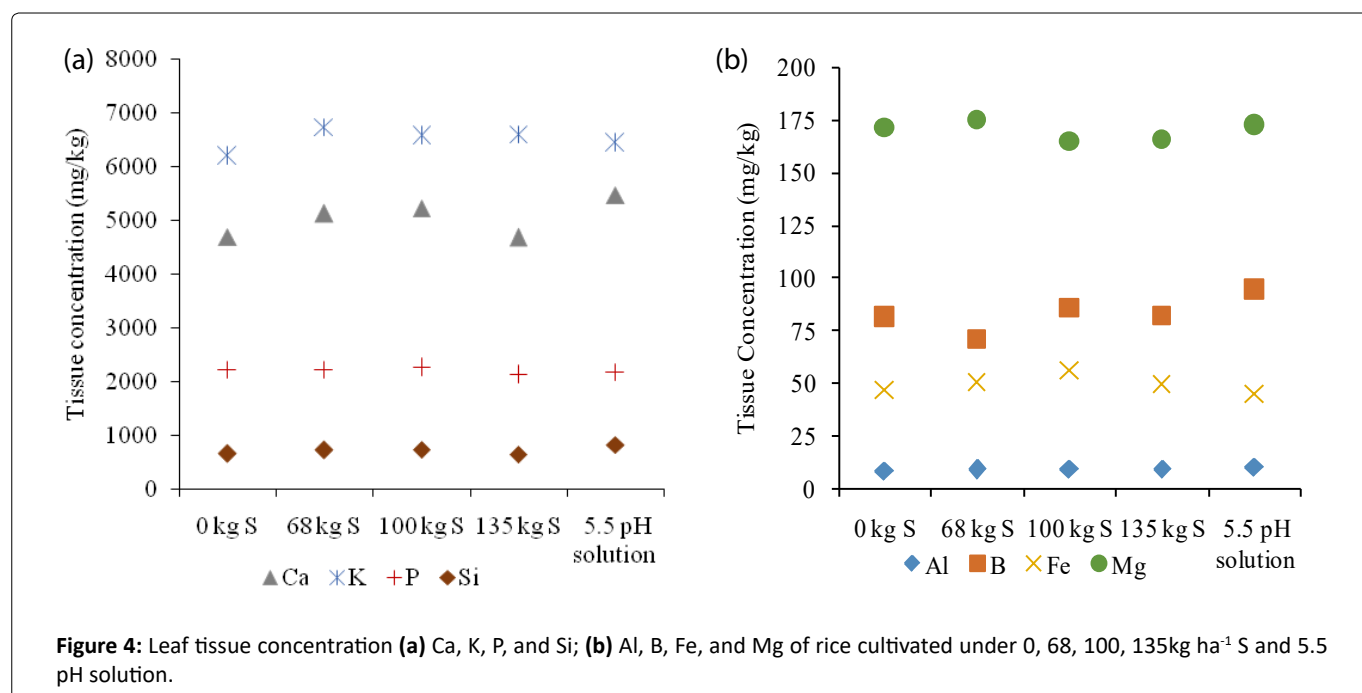 (a)
Tissue concentration (mg/kg)
8000
7000
6000
5000
4000
3000
2000
1000
0
0 kg S 68 kg S 100 kg S 135 kg S 5.5 pH
solution
Ca K P Si
(b)
Tissue Concentration (mg/kg)
200
175
150
125
100
75
50
25
0
0 kg S 68 kg S 100 kg S 135 kg S 5.5 pH
solution
Al B Fe Mg
Figure 4: Leaf tissue concentration (a) Ca, K, P, and Si; (b) Al, B, Fe, and Mg of rice cultivated under 0, 68, 100, 135kg ha⁻¹ S and 5.5
pH solution.